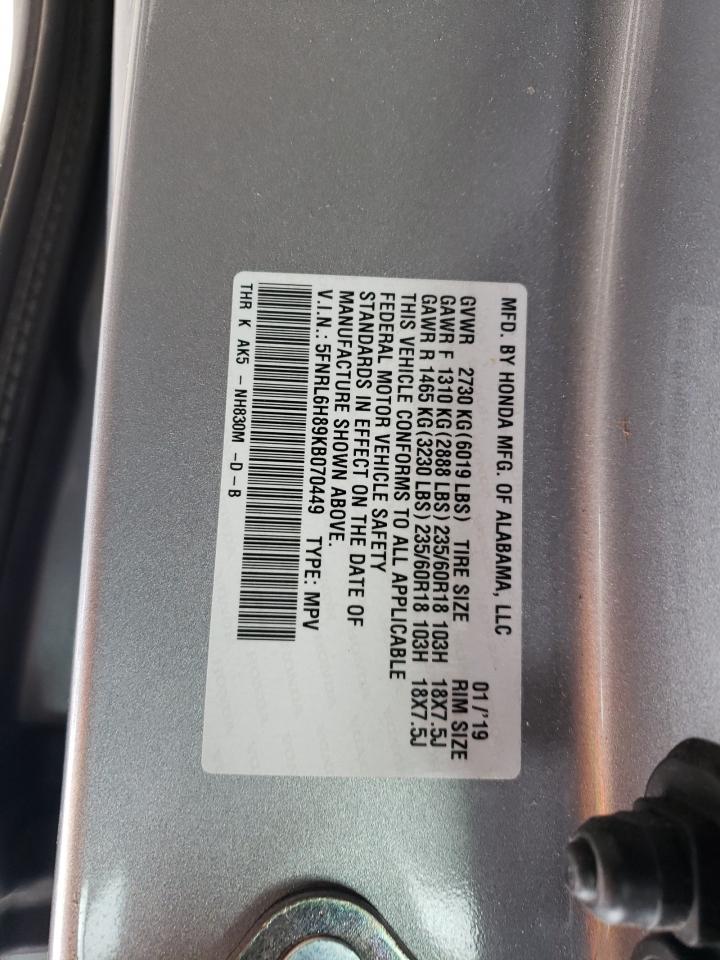 MFD. BY HONDA MFG. OF ALABAMA, LLC
01/'19
GVWR 2730 KG(6019 LBS) TIRE SIZE RIM SIZE
GAWR F 1310 KG(2888 LBS)235/60R18 103H 18X7.5J
GAWR R 1465 KG(3230 LBS)235/60R18 103H 18X7.5J
THIS VEHICLE CONFORMS TO ALL APPLICABLE
FEDERAL MOTOR VEHICLE SAFETY
STANDARDS IN EFFECT ON THE DATE OF
MANUFACTURE SHOWN ABOVE.
V.I.N.: 5FNRL6H89KB070449 TYPE: MPV
THR K AK5 -NH830M -D-B